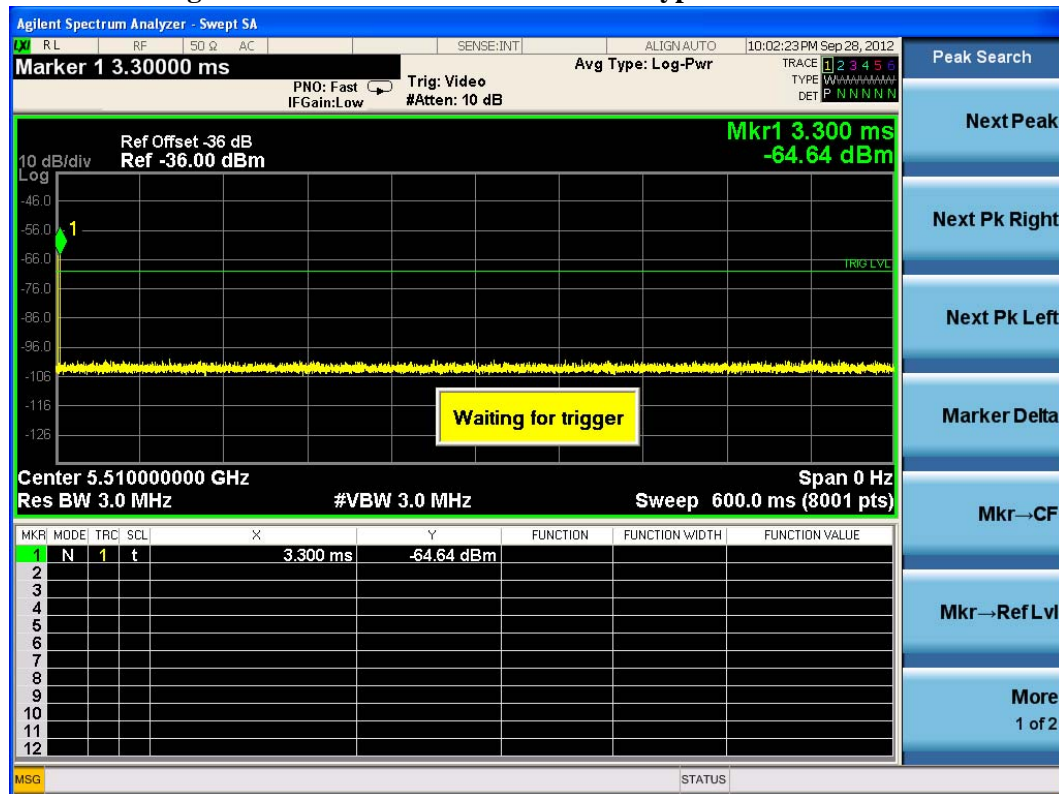 Agilent Spectrum Analyzer - Swept SA
LXI RL RF 50 Ω AC SENSE:INT ALIGNAUTO 10:02:23 PM Sep 28, 2012
Marker 1 3.30000 ms
PNO: Fast
IFGain:Low
Trig: Video
#Atten: 10 dB
Avg Type: Log-Pwr
TRACE 1 2 3 4 5 6
TYPE WWWWWW
DET P N N N N N
Peak Search
Next Peak
Next Pk Right
Next Pk Left
Marker Delta
Mkr→CF
Mkr→Ref Lvl
More
1 of 2
Mkr1 3.300 ms
-64.64 dBm
Ref Offset -36 dB
10 dB/div Ref -36.00 dBm
Log
-46.0
-56.0
1
-66.0
TRIG LVL
-76.0
-86.0
-96.0
-106
-116
-126
Waiting for trigger
Center 5.510000000 GHz Span 0 Hz
Res BW 3.0 MHz #VBW 3.0 MHz Sweep 600.0 ms (8001 pts)
MKR MODE TRC SCL X Y FUNCTION FUNCTION WIDTH FUNCTION VALUE
1 N 1 t 3.300 ms -64.64 dBm
2
3
4
5
6
7
8
9
10
11
12
MSG STATUS